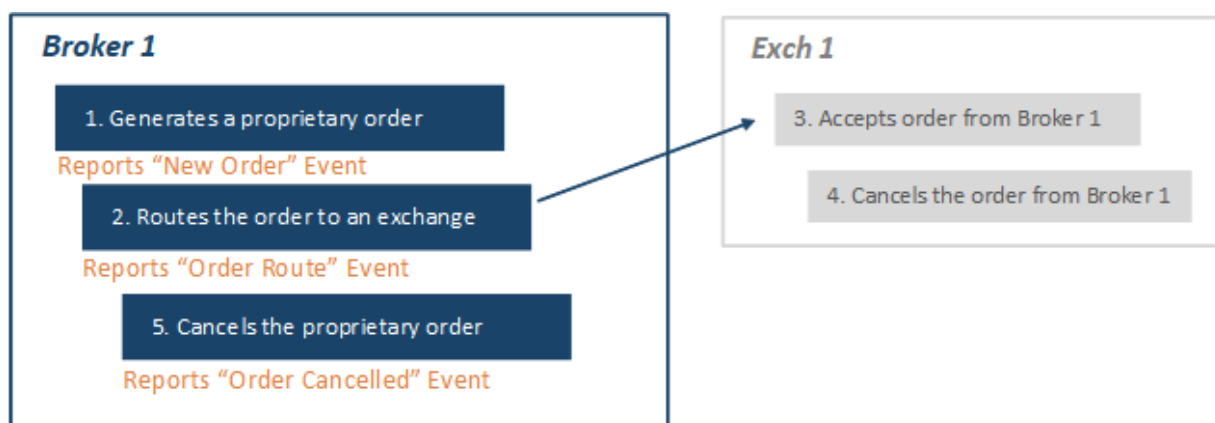 Broker 1
1. Generates a proprietary order
Reports “New Order” Event
2. Routes the order to an exchange
Reports “Order Route” Event
5. Cancels the proprietary order
Reports “Order Cancelled” Event
Exch 1
3. Accepts order from Broker 1
4. Cancels the order from Broker 1